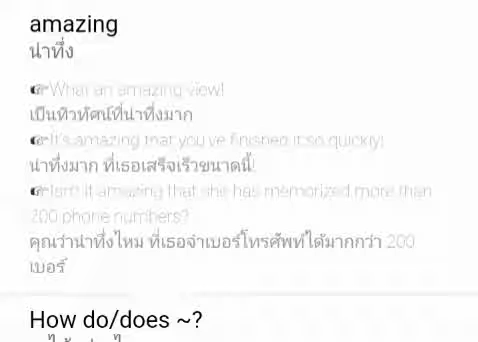 amazing
น่าทึ่ง
☛What an amazing view!
เป็นทิวทัศน์ที่น่าทึ่งมาก
☛It's amazing that you've finished it so quickly!
น่าทึ่งมาก ที่เธอเสร็จเร็วขนาดนี้!
☛Isn't it amazing that she has memorized more than
200 phone numbers?
คุณว่าน่าทึ่งไหม ที่เธอจำเบอร์โทรศัพท์ได้มากกว่า 200
เบอร์
How do/does ~?